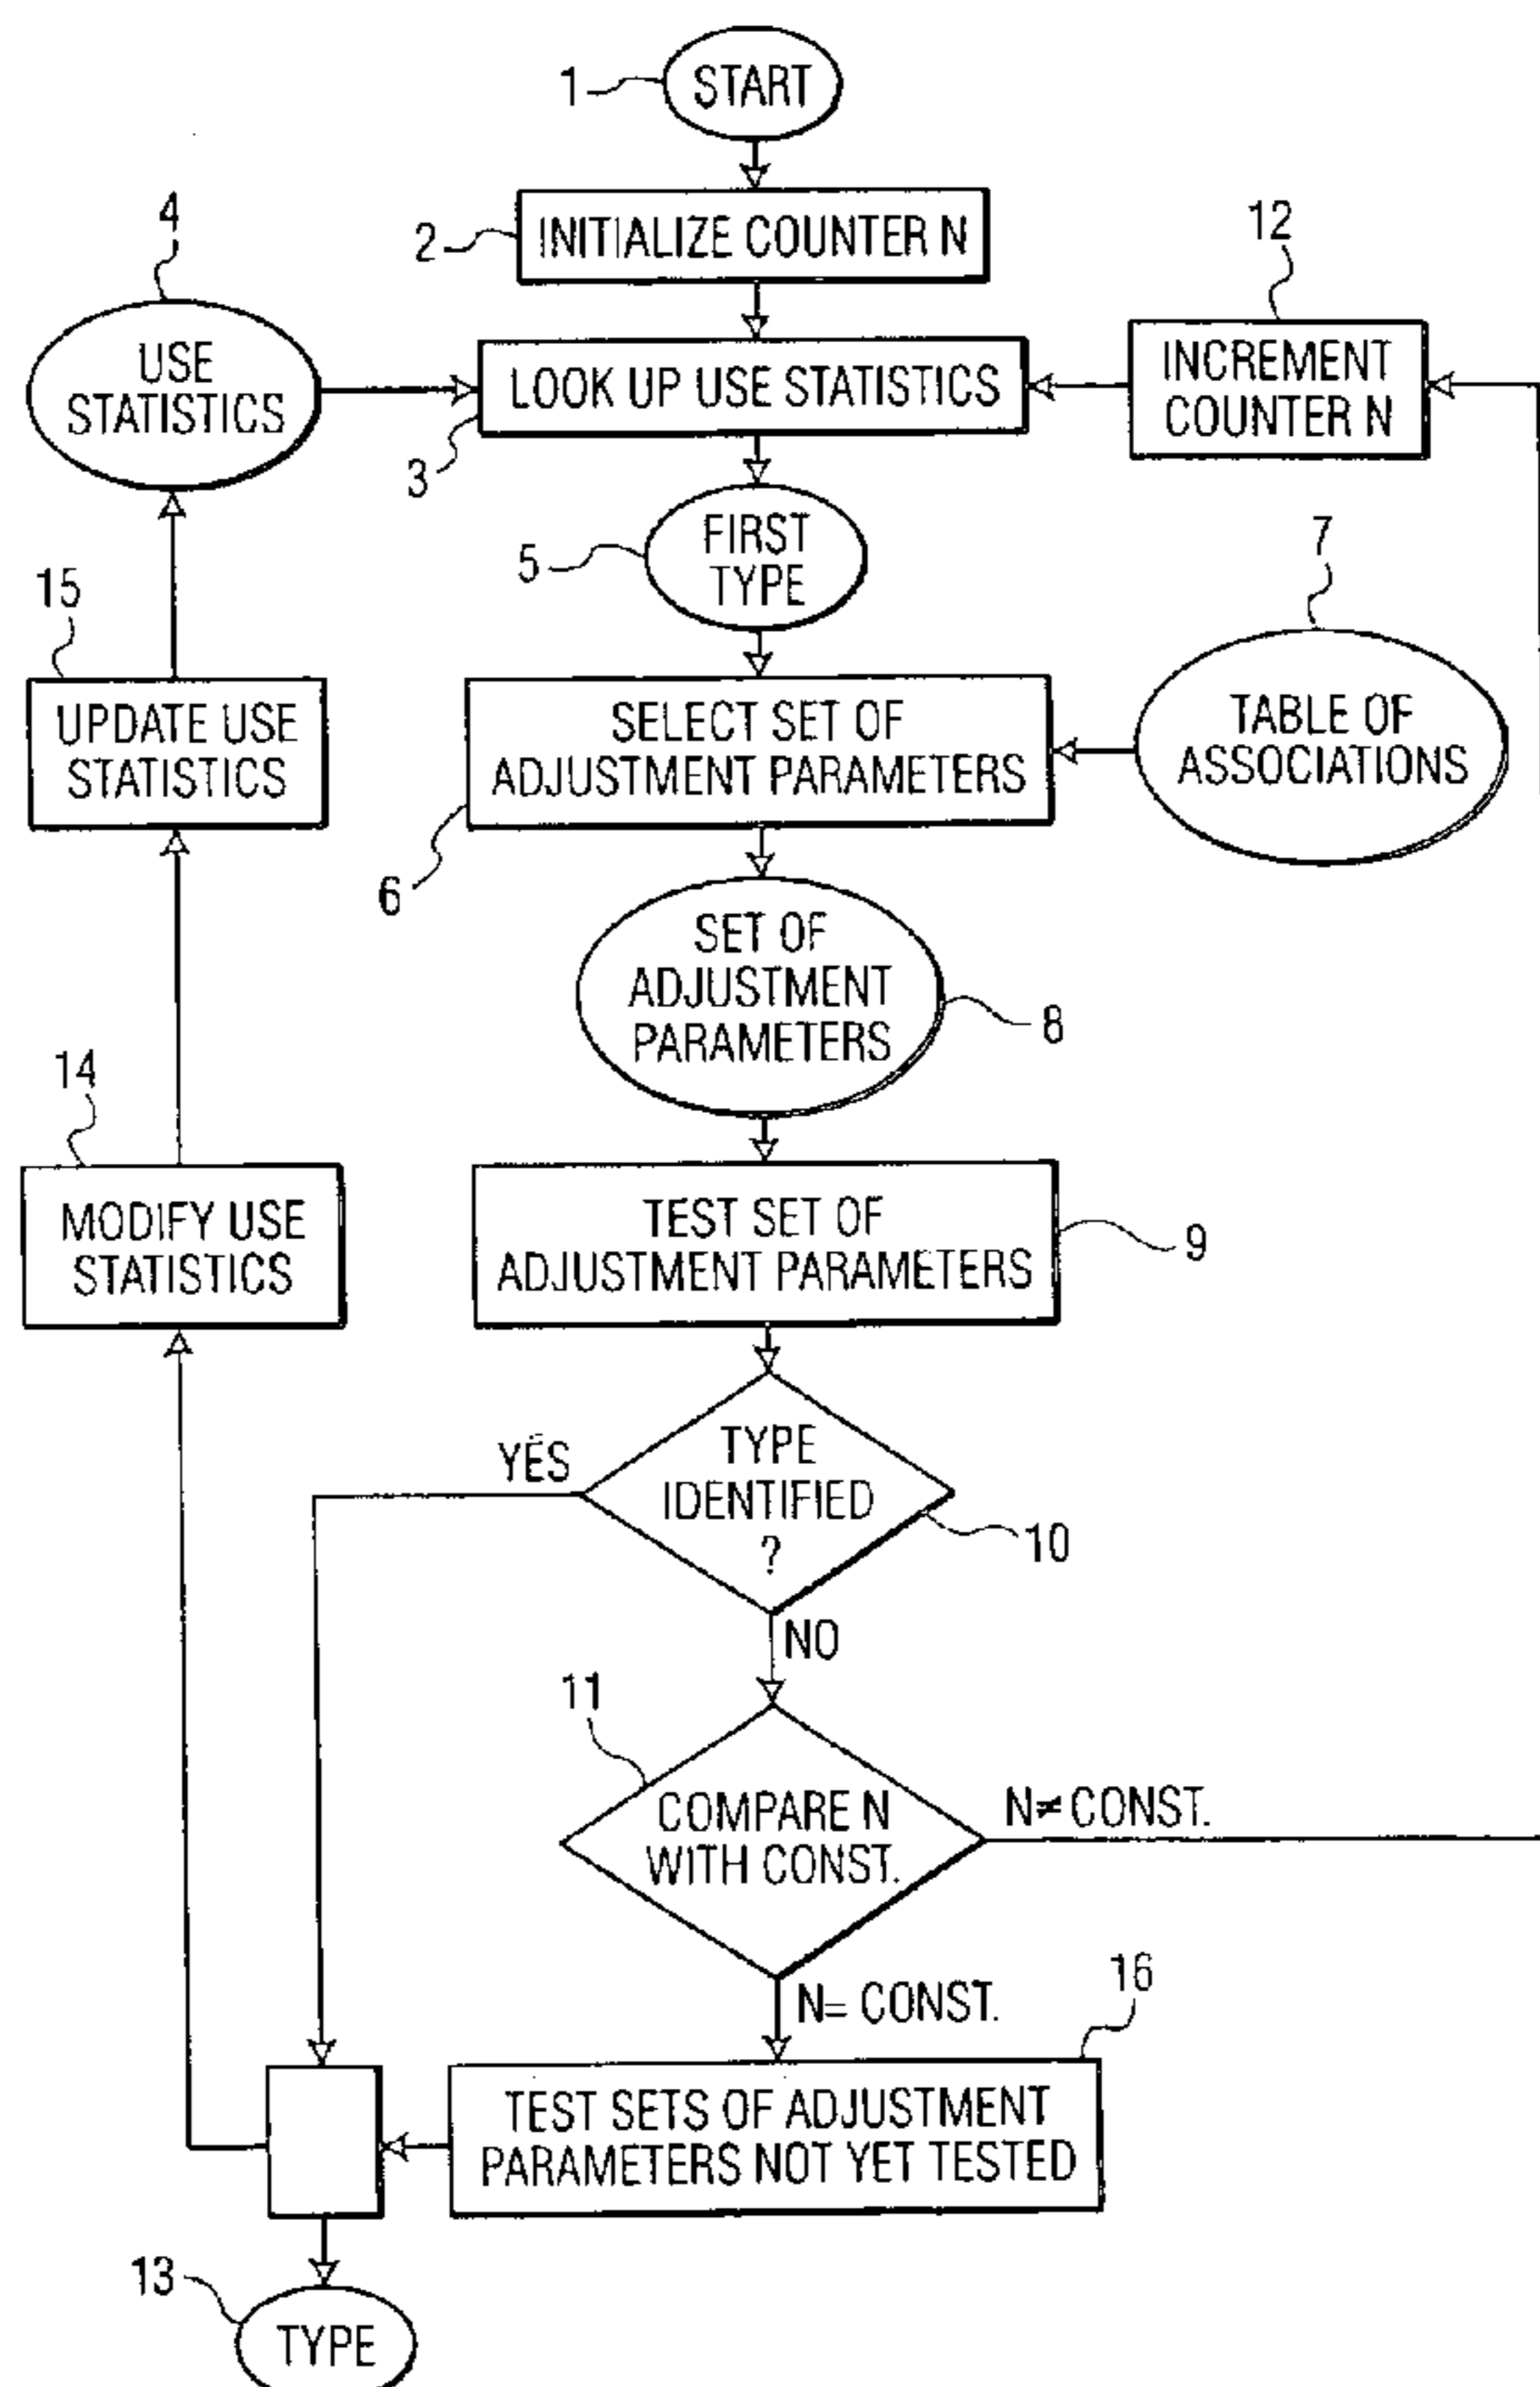 1
START
2
INITIALIZE COUNTER N
4
USE
STATISTICS
3
LOOK UP USE STATISTICS
12
INCREMENT
COUNTER N
5
FIRST
TYPE
7
TABLE OF
ASSOCIATIONS
15
UPDATE USE
STATISTICS
6
SELECT SET OF
ADJUSTMENT PARAMETERS
SET OF
ADJUSTMENT
PARAMETERS
8
14
MODIFY USE
STATISTICS
TEST SET OF
ADJUSTMENT PARAMETERS
9
YES
TYPE
IDENTIFIED
?
10
NO
11
COMPARE N
WITH CONST.
N≠CONST.
N= CONST.
16
TEST SETS OF ADJUSTMENT
PARAMETERS NOT YET TESTED
13
TYPE